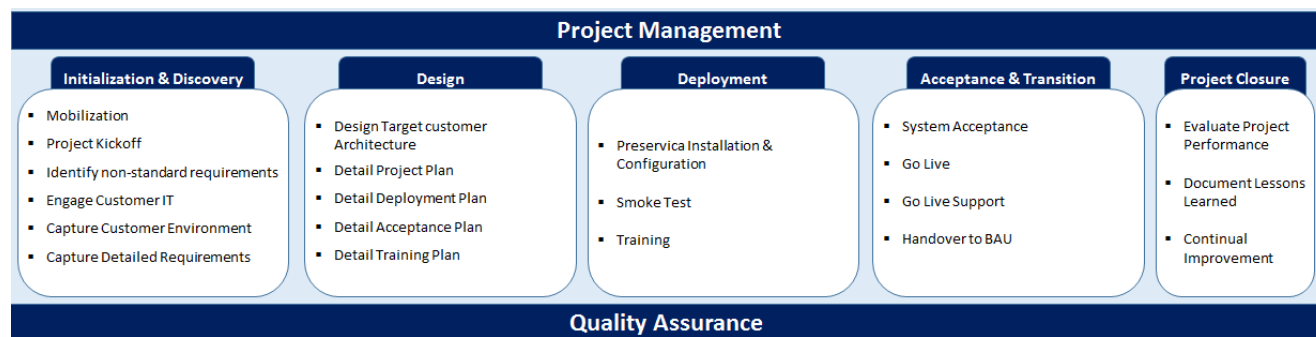 Project Management
Initialization & Discovery
▪ Mobilization
▪ Project Kickoff
▪ Identify non-standard requirements
▪ Engage Customer IT
▪ Capture Customer Environment
▪ Capture Detailed Requirements
Design
▪ Design Target customer
Architecture
▪ Detail Project Plan
▪ Detail Deployment Plan
▪ Detail Acceptance Plan
▪ Detail Training Plan
Deployment
▪ Preservica Installation &
Configuration
▪ Smoke Test
▪ Training
Acceptance & Transition
▪ System Acceptance
▪ Go Live
▪ Go Live Support
▪ Handover to BAU
Project Closure
▪ Evaluate Project
Performance
▪ Document Lessons
Learned
▪ Continual
Improvement
Quality Assurance